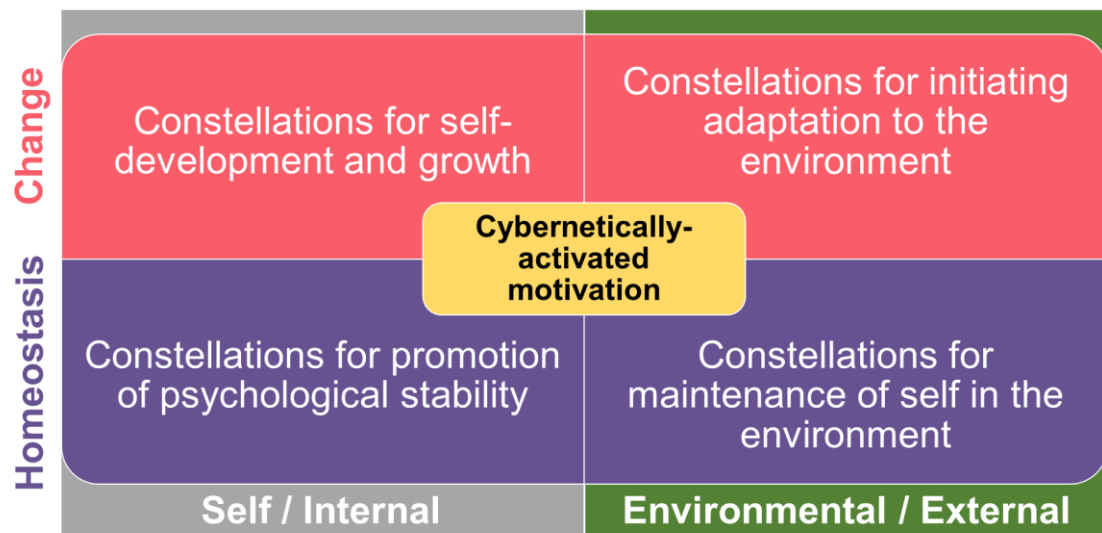 Change
Constellations for self-
development and growth
Constellations for initiating
adaptation to the
environment
Cybernetically-
activated
motivation
Homeostasis
Constellations for promotion
of psychological stability
Constellations for
maintenance of self in the
environment
Self / Internal
Environmental / External